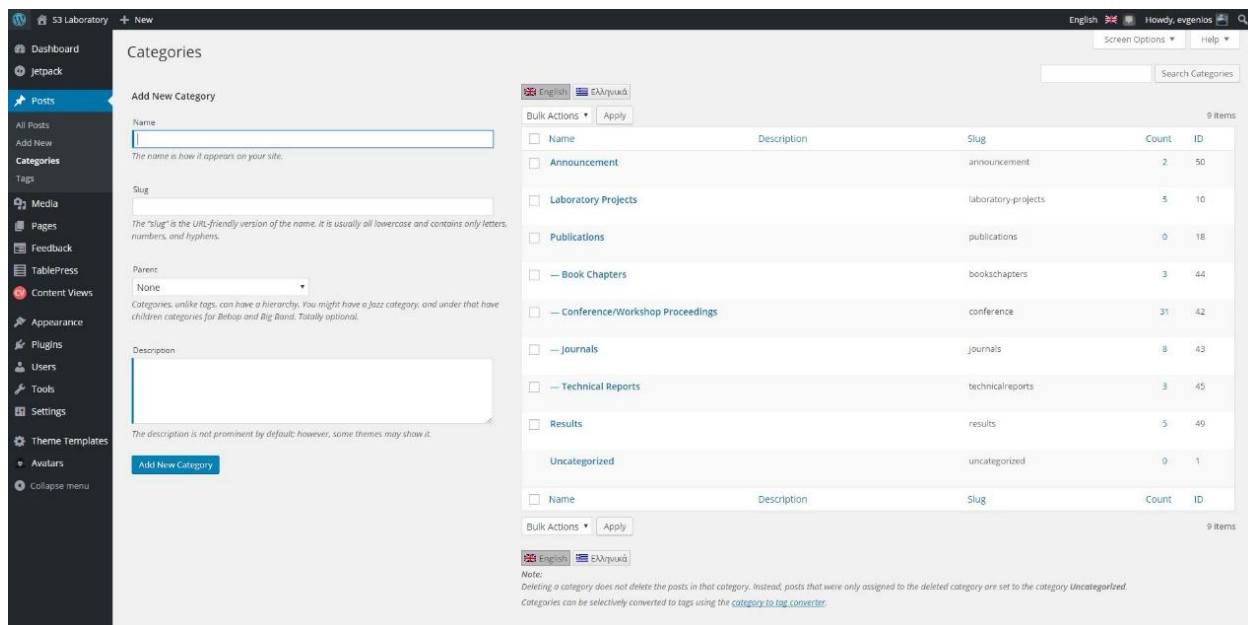 S3 Laboratory + New
English Howdy, evgenios
Dashboard
Jetpack
Posts
All Posts
Add New
Categories
Tags
Media
Pages
Feedback
TablePress
Content Views
Appearance
Plugins
Users
Tools
Settings
Theme Templates
Avatars
Collapse menu
Screen Options Help
Categories
Search Categories
Add New Category
Name
The name is how it appears on your site.
Slug
The "slug" is the URL-friendly version of the name. It is usually all lowercase and contains only letters,
numbers, and hyphens.
Parent
None
Categories, unlike tags, can have a hierarchy. You might have a Jazz category, and under that have
children categories for Bebop and Big Band. Totally optional.
Description
The description is not prominent by default; however, some themes may show it.
Add New Category
English Ελληνικά
Bulk Actions Apply 9 items
Name Description Slug Count ID
Announcement announcement 2 50
Laboratory Projects laboratory-projects 5 10
Publications publications 0 18
— Book Chapters bookschapters 3 44
— Conference/Workshop Proceedings conference 31 42
— Journals journals 8 43
— Technical Reports technicalreports 3 45
Results results 5 49
Uncategorized uncategorized 0 1
Name Description Slug Count ID
Bulk Actions Apply 9 items
English Ελληνικά
Note:
Deleting a category does not delete the posts in that category. Instead, posts that were only assigned to the deleted category are set to the category Uncategorized.
Categories can be selectively converted to tags using the category to tag converter.